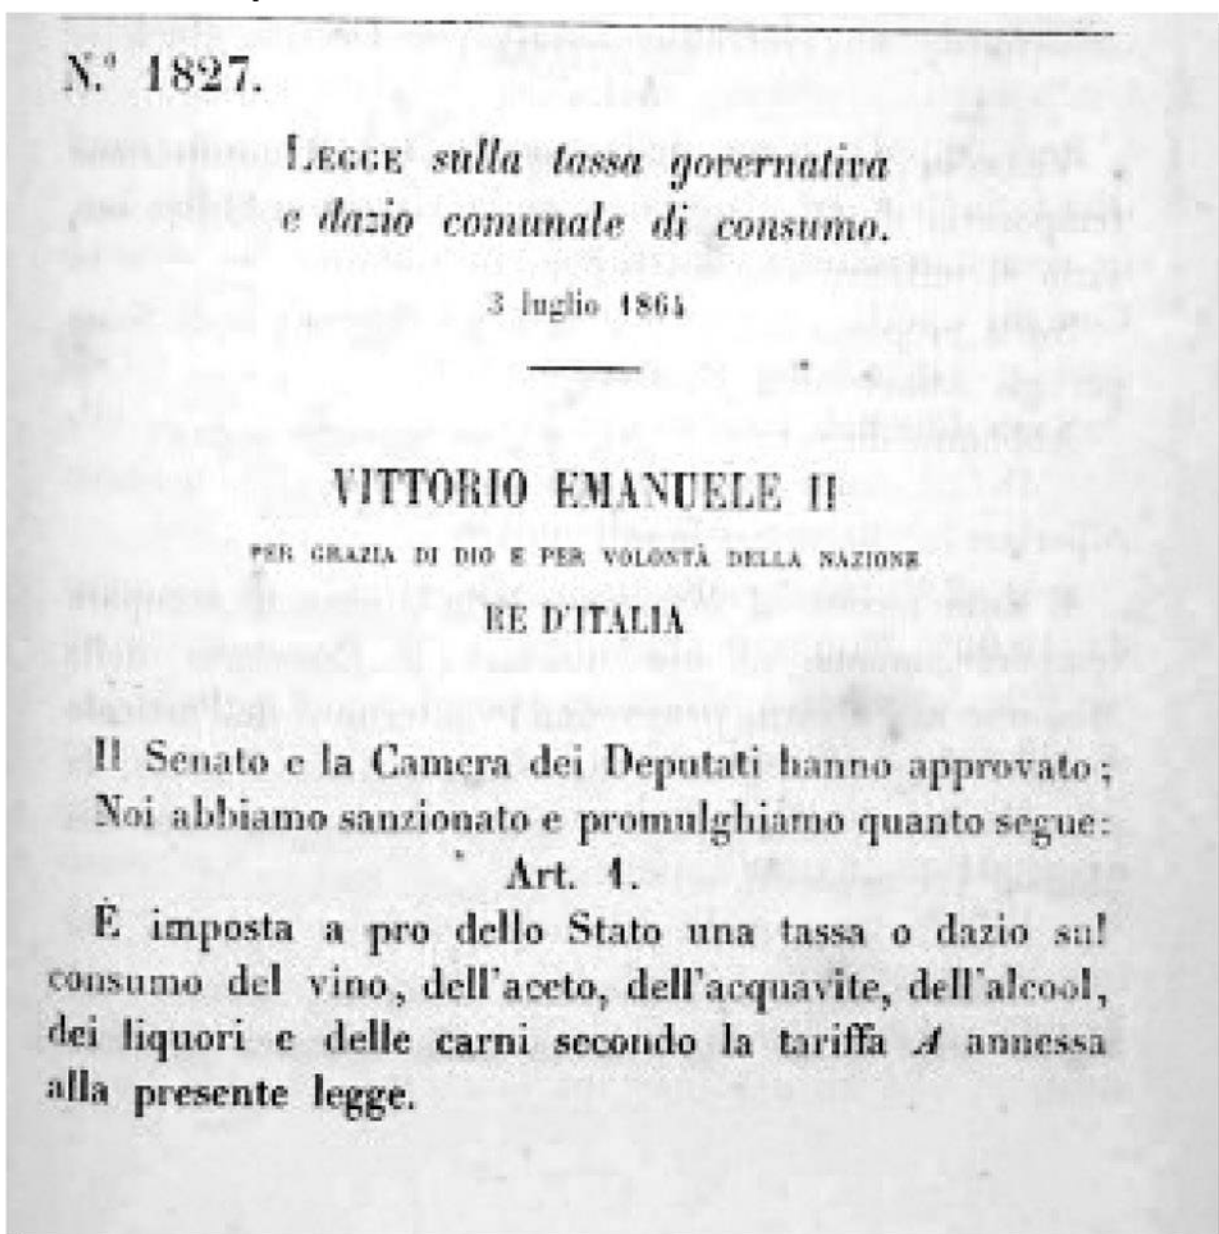 N.º 1827.
LEGGE sulla tassa governativa
e dazio comunale di consumo.
3 luglio 1864
VITTORIO EMANUELE II
PER GRAZIA DI DIO E PER VOLONTÀ DELLA NAZIONE
RE D'ITALIA
Il Senato e la Camera dei Deputati hanno approvato;
Noi abbiamo sanzionato e promulghiamo quanto segue:
Art. 1.
È imposta a pro dello Stato una tassa o dazio sul
consumo del vino, dell'aceto, dell'acquavite, dell'alcool,
dei liquori e delle carni secondo la tariffa A annessa
alla presente legge.